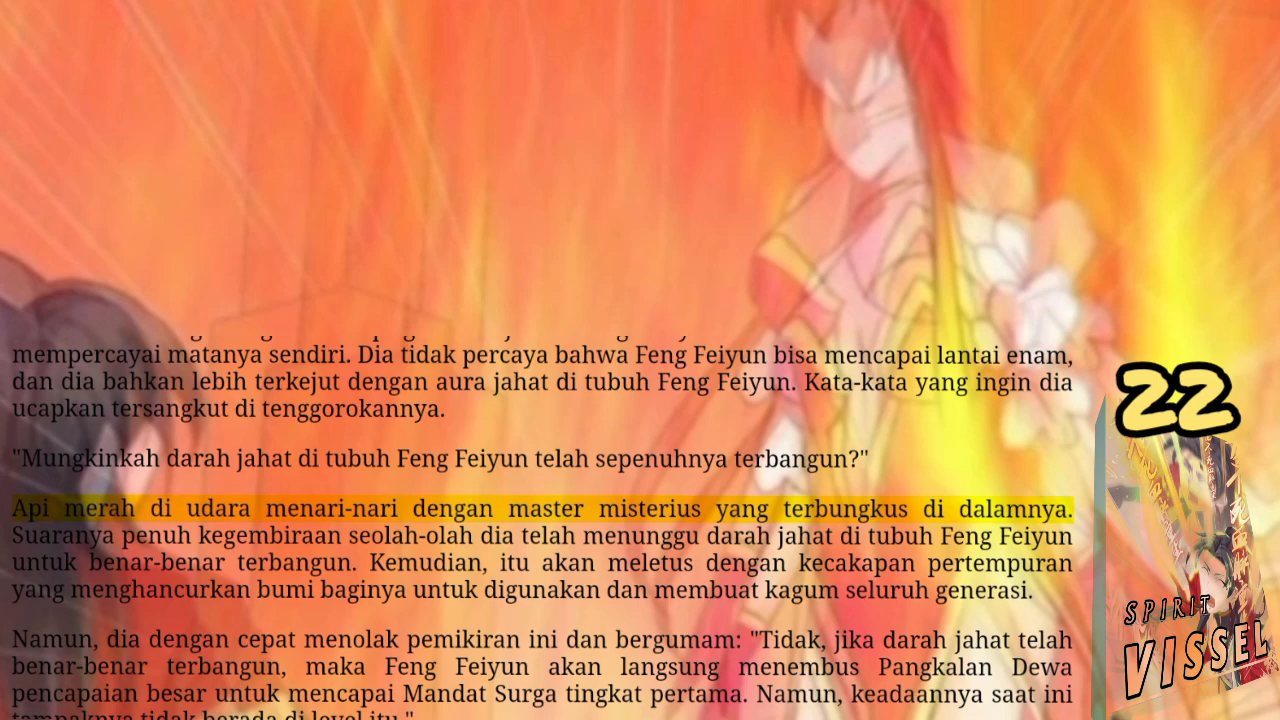 mempercayai matanya sendiri. Dia tidak percaya bahwa Feng Feiyun bisa mencapai lantai enam,
dan dia bahkan lebih terkejut dengan aura jahat di tubuh Feng Feiyun. Kata-kata yang ingin dia
ucapkan tersangkut di tenggorokannya.
"Mungkinkah darah jahat di tubuh Feng Feiyun telah sepenuhnya terbangun?"
Api merah di udara menari-nari dengan master misterius yang terbungkus di dalamnya.
Suaranya penuh kegembiraan seolah-olah dia telah menunggu darah jahat di tubuh Feng Feiyun
untuk benar-benar terbangun. Kemudian, itu akan meletus dengan kecakapan pertempuran
yang menghancurkan bumi baginya untuk digunakan dan membuat kagum seluruh generasi.
Namun, dia dengan cepat menolak pemikiran ini dan bergumam: "Tidak, jika darah jahat telah
benar-benar terbangun, maka Feng Feiyun akan langsung menembus Pangkalan Dewa
pencapaian besar untuk mencapai Mandat Surga tingkat pertama. Namun, keadaannya saat ini
tampaknya tidak berada di level itu."
22
SPIRIT
VISSEL